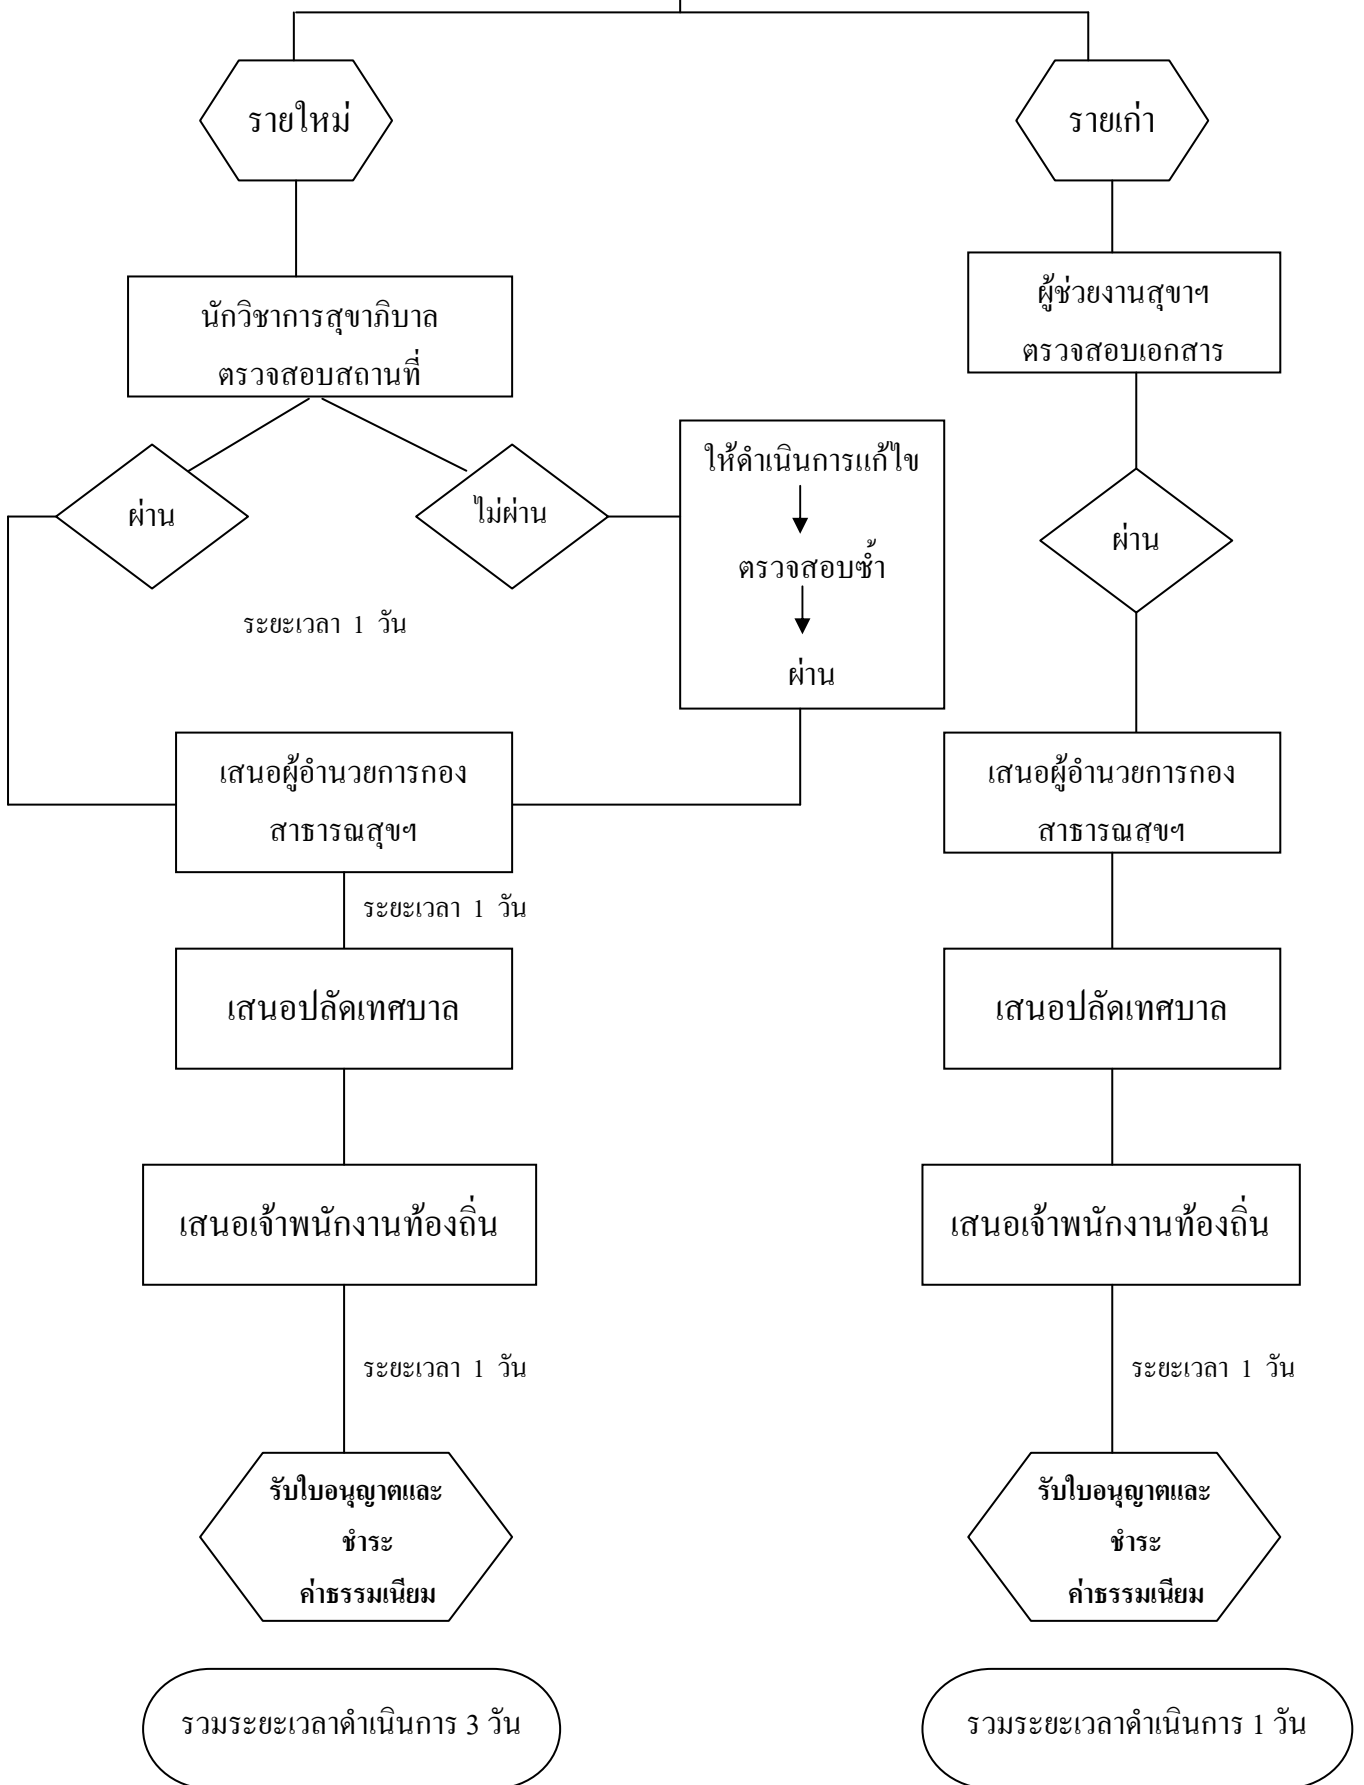 รายใหม่
รายเก่า
นักวิชาการสุขาภิบาล
ตรวจสอบสถานที่
ผู้ช่วยงานสุขาฯ
ตรวจสอบเอกสาร
ผ่าน
ไม่ผ่าน
ให้ดำเนินการแก้ไข
ตรวจสอบซ้ำ
ผ่าน
ผ่าน
ระยะเวลา 1 วัน
เสนอผู้อำนวยการกอง
สาธารณสุขฯ
เสนอผู้อำนวยการกอง
สาธารณสุขฯ
ระยะเวลา 1 วัน
เสนอปลัดเทศบาล
เสนอปลัดเทศบาล
เสนอเจ้าพนักงานท้องถิ่น
เสนอเจ้าพนักงานท้องถิ่น
ระยะเวลา 1 วัน
ระยะเวลา 1 วัน
รับใบอนุญาตและ
ชำระ
ค่าธรรมเนียม
รับใบอนุญาตและ
ชำระ
ค่าธรรมเนียม
รวมระยะเวลาดำเนินการ 3 วัน
รวมระยะเวลาดำเนินการ 1 วัน